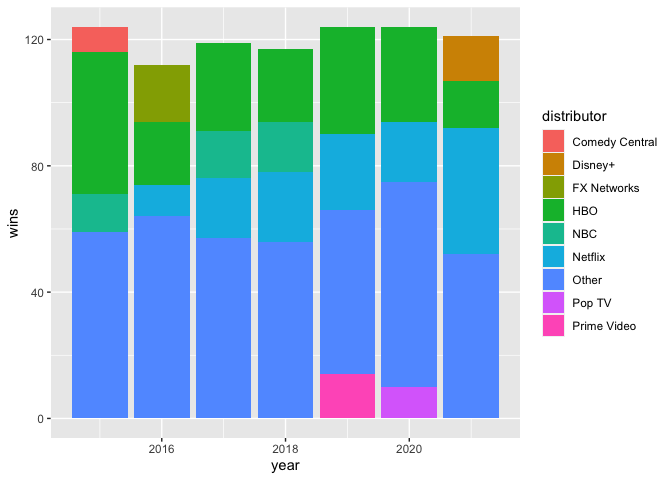 120
80
40
0
wins
2016
2018
2020
year
distributor
Comedy Central
Disney+
FX Networks
HBO
NBC
Netflix
Other
Pop TV
Prime Video